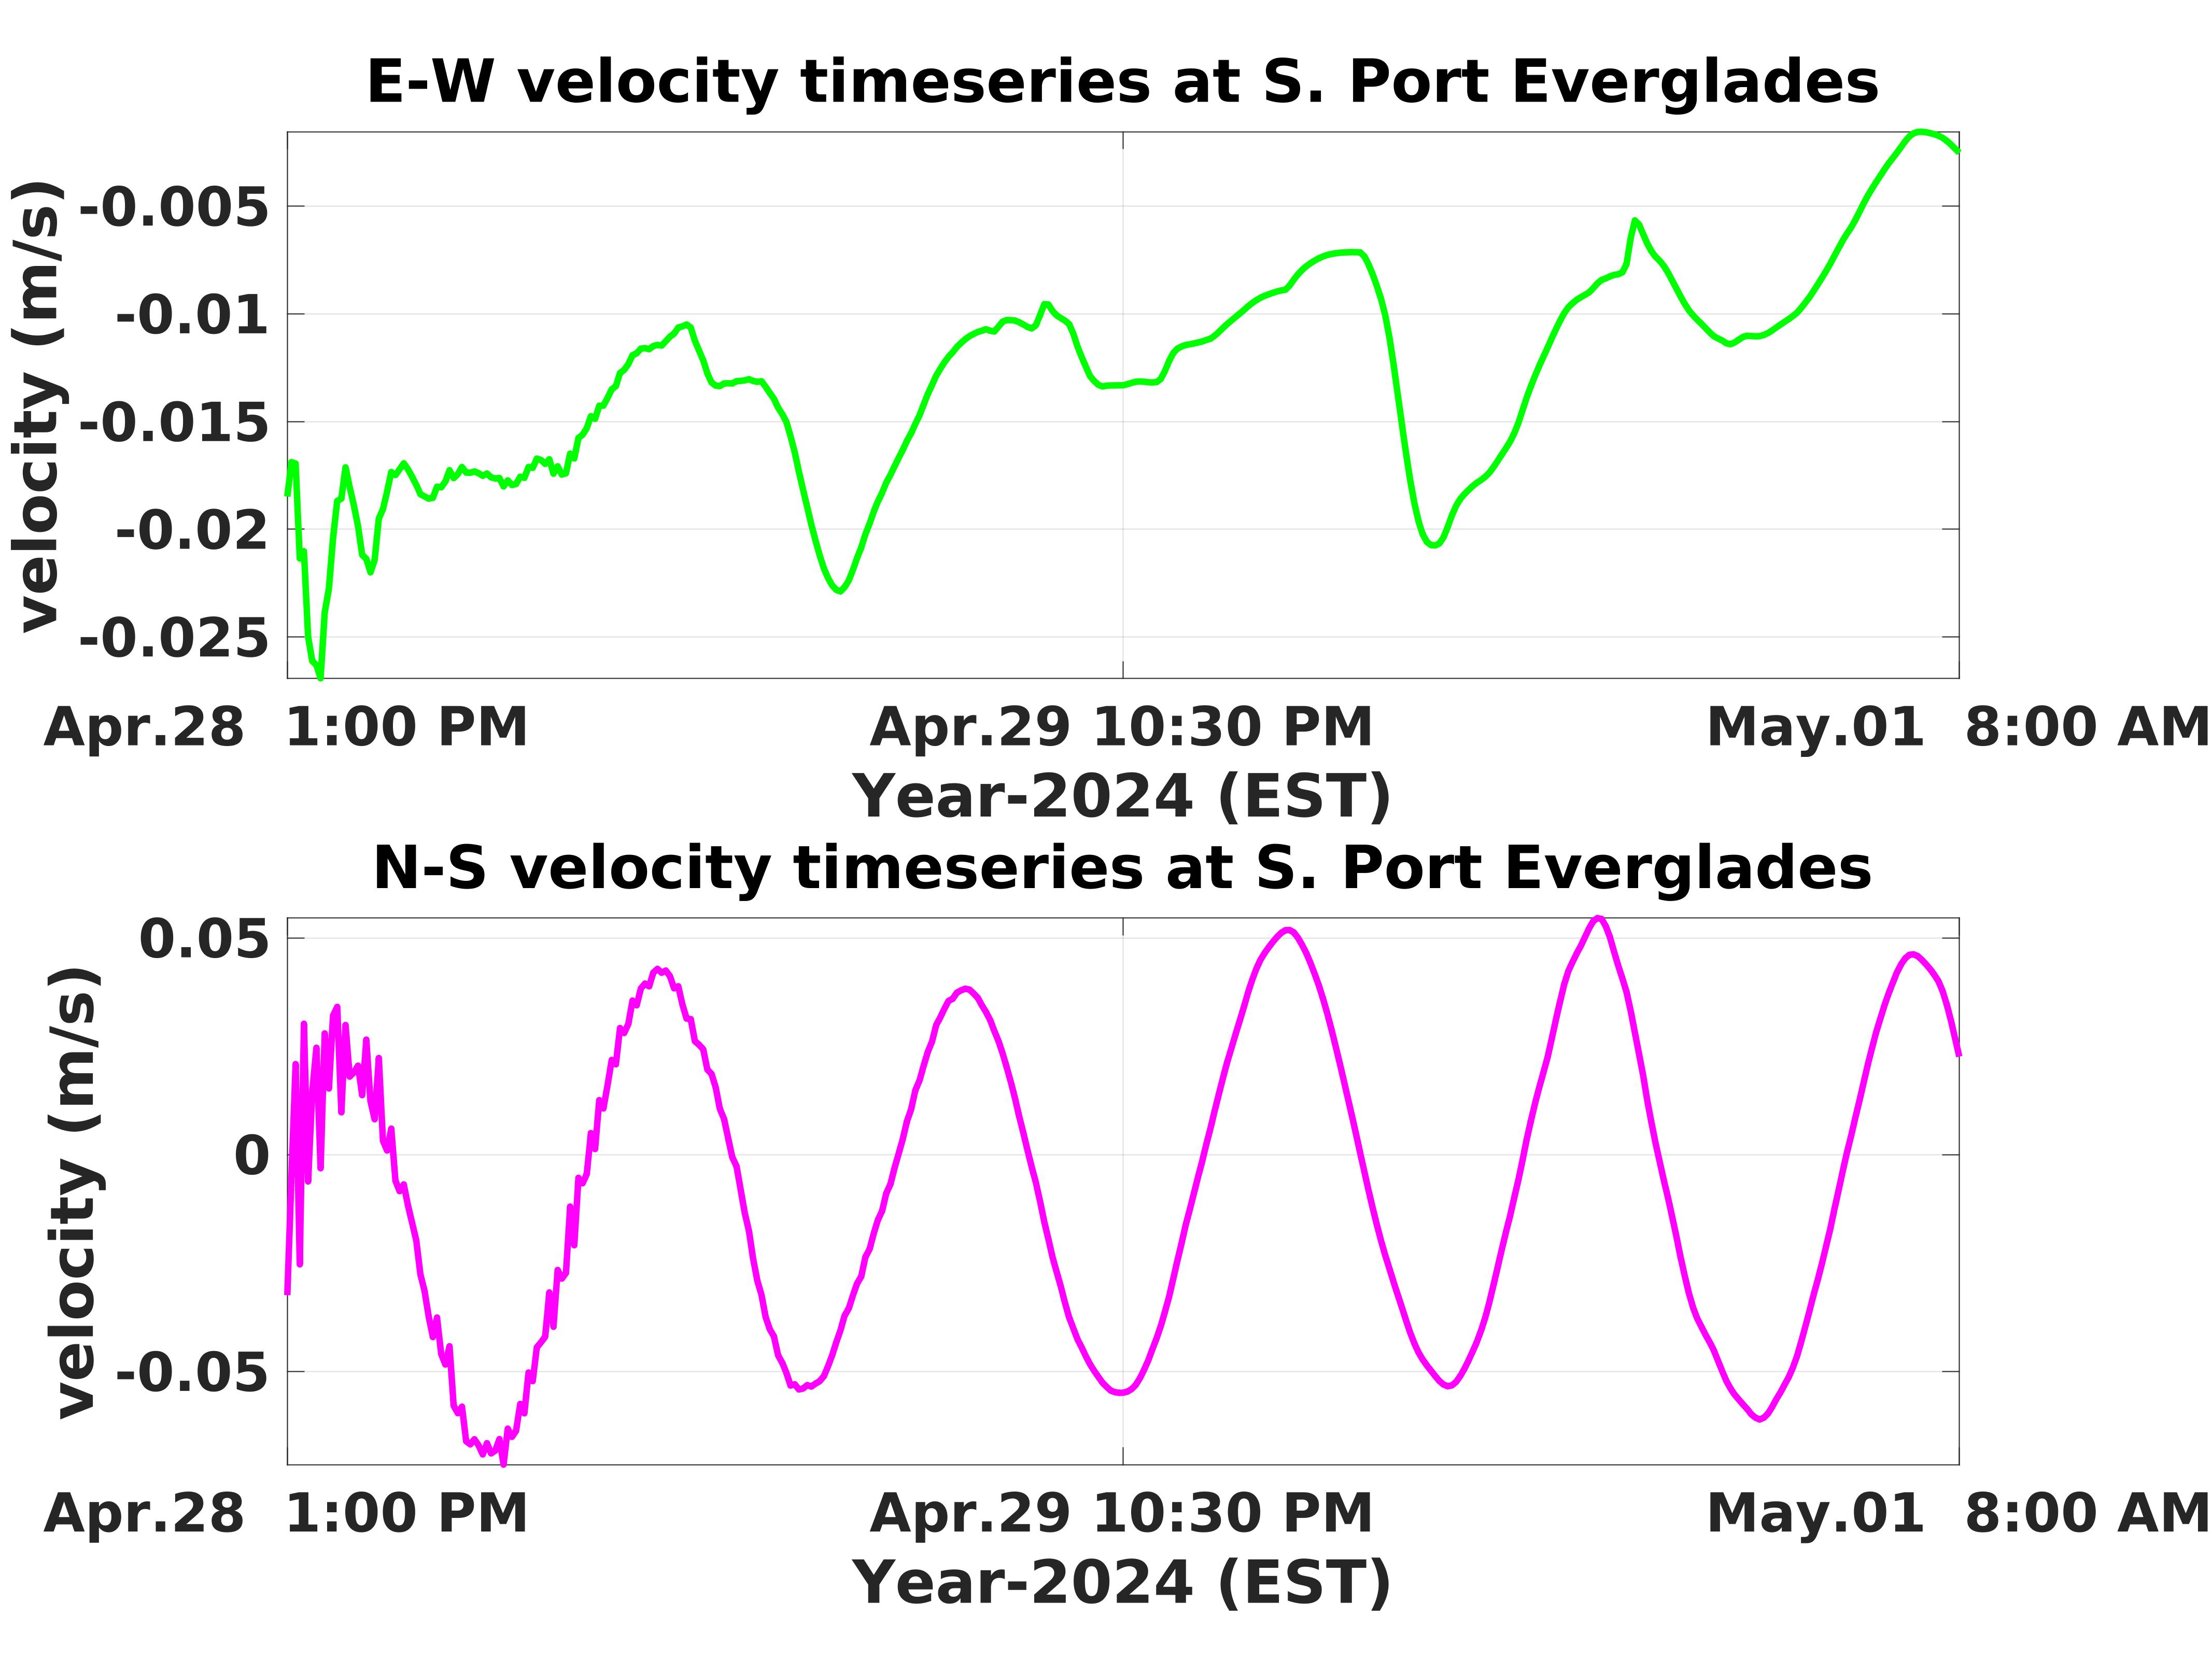 E-W velocity timeseries at S. Port Everglades
velocity (m/s)
-0.005
-0.01
-0.015
-0.02
-0.025
Apr.28  1:00 PM Apr.29 10:30 PM May.01  8:00 AM
Year-2024 (EST)
N-S velocity timeseries at S. Port Everglades
velocity (m/s)
0.05
0
-0.05
Apr.28  1:00 PM Apr.29 10:30 PM May.01  8:00 AM
Year-2024 (EST)